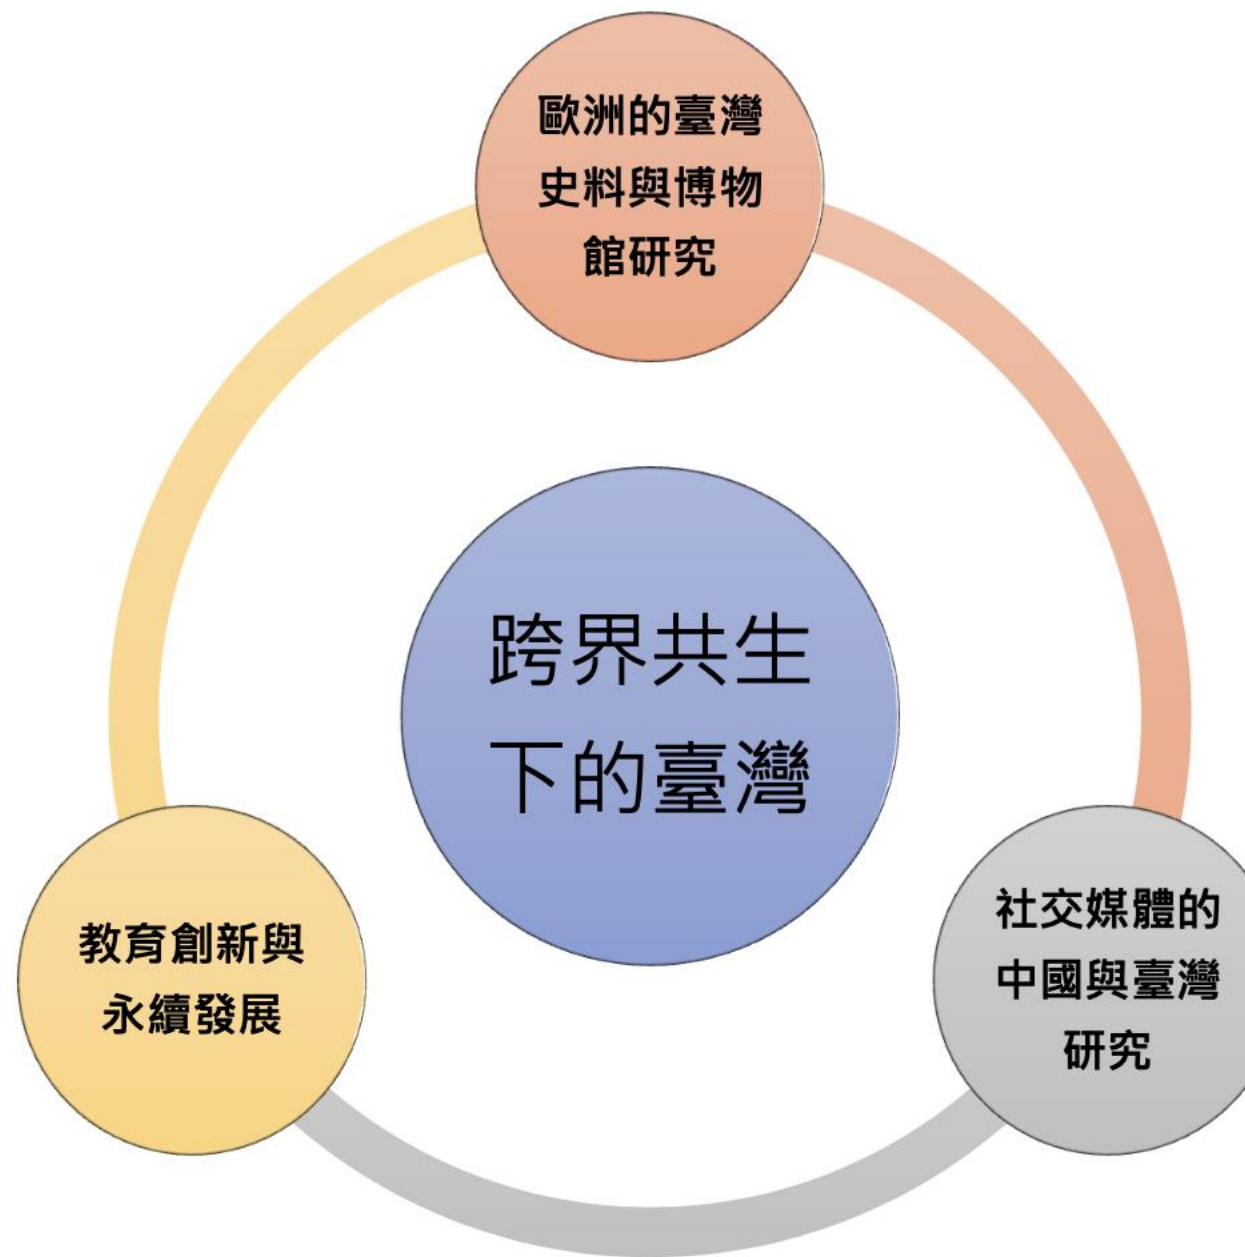 歐洲的臺灣
史料與博物
館研究
跨界共生
下的臺灣
教育創新與
永續發展
社交媒體的
中國與臺灣
研究